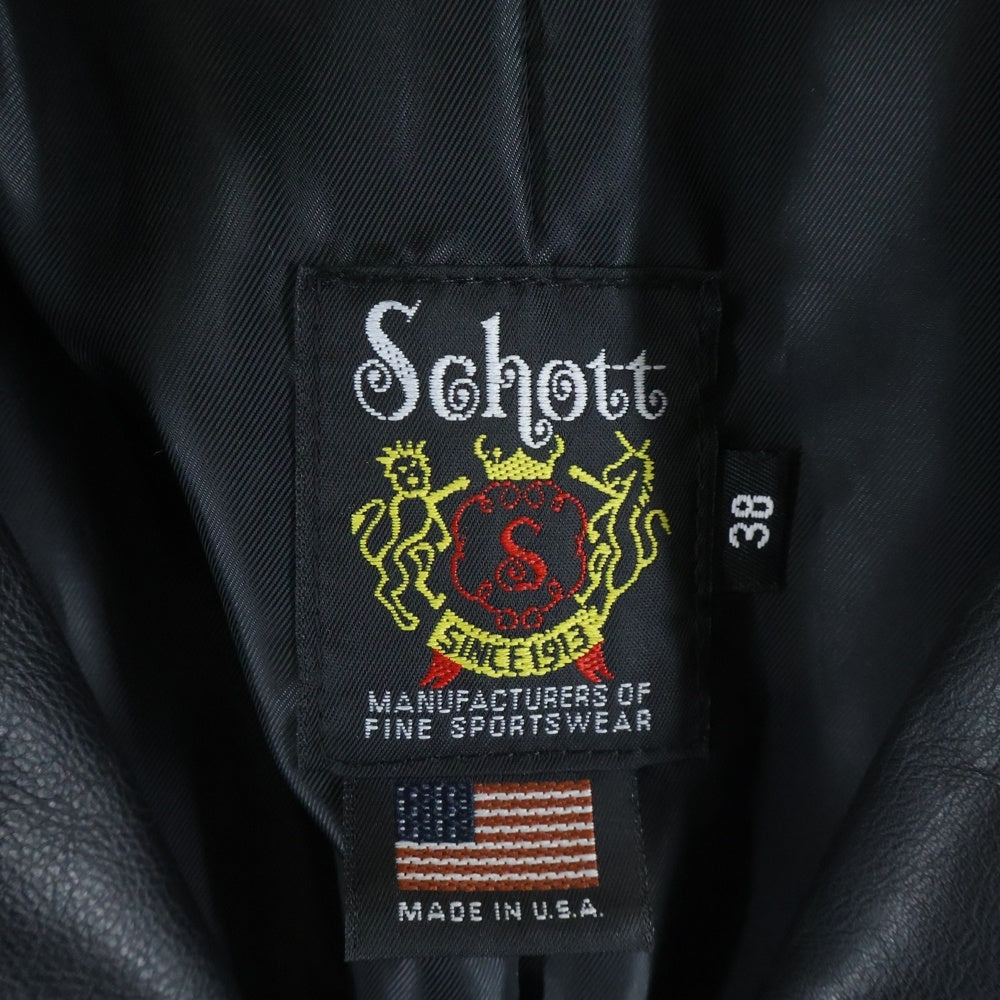 Schott
38
S
SINCE 1913
MANUFACTURERS OF
FINE SPORTSWEAR
MADE IN U.S.A.